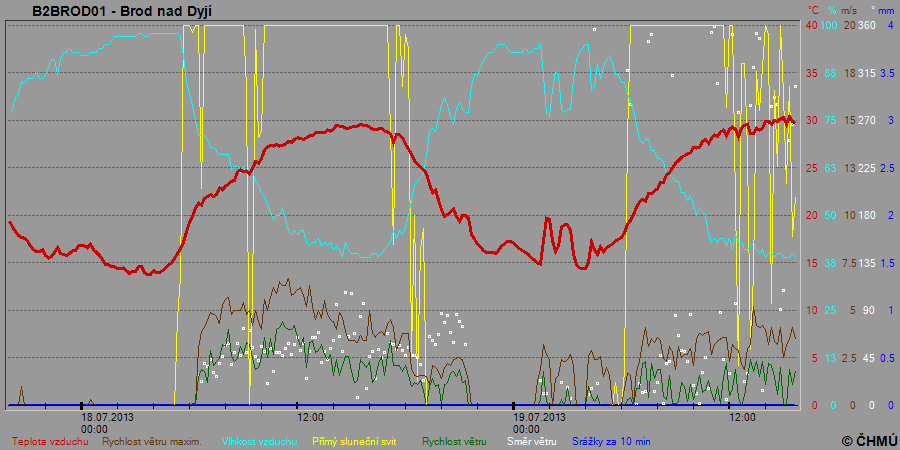 B2BROD01 - Brod nad Dyjí °C % m/s ° mm
40 100 20 360 4
35 88 18 315 3.5
30 75 15 270 3
25 63 13 225 2.5
20 50 10 180 2
15 38 7.5 135 1.5
10 25 5 90 1
5 13 2.5 45 0.5
0 0 0 0 0
18.07.2013 12:00 19.07.2013 12:00
00:00 00:00
Teplota vzduchu Rychlost větru maxim. Vlhkost vzduchu Přímý sluneční svit Rychlost větru Směr větru Srážky za 10 min © ČHMÚ